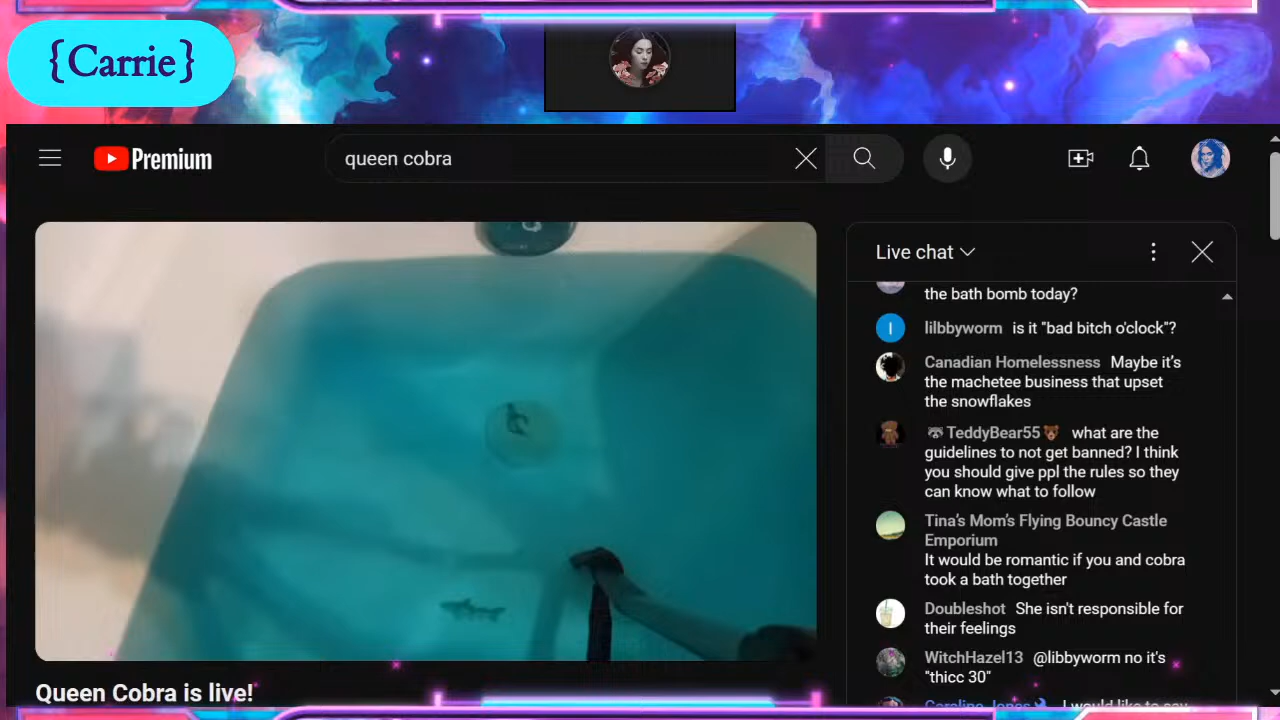 {Carrie}
Premium
queen cobra
Live chat
the bath bomb today?
lilbbyworm is it "bad bitch o'clock"?
Canadian Homelessness Maybe it's
the machetee business that upset
the snowflakes
TeddyBear55 what are the
guidelines to not get banned? I think
you should give ppl the rules so they
can know what to follow
Tina's Mom's Flying Bouncy Castle
Emporium
It would be romantic if you and cobra
took a bath together
Doubleshot She isn't responsible for
their feelings
WitchHazel13 @libbyworm no it's
"thicc 30"
I would like to say
Queen Cobra is live!